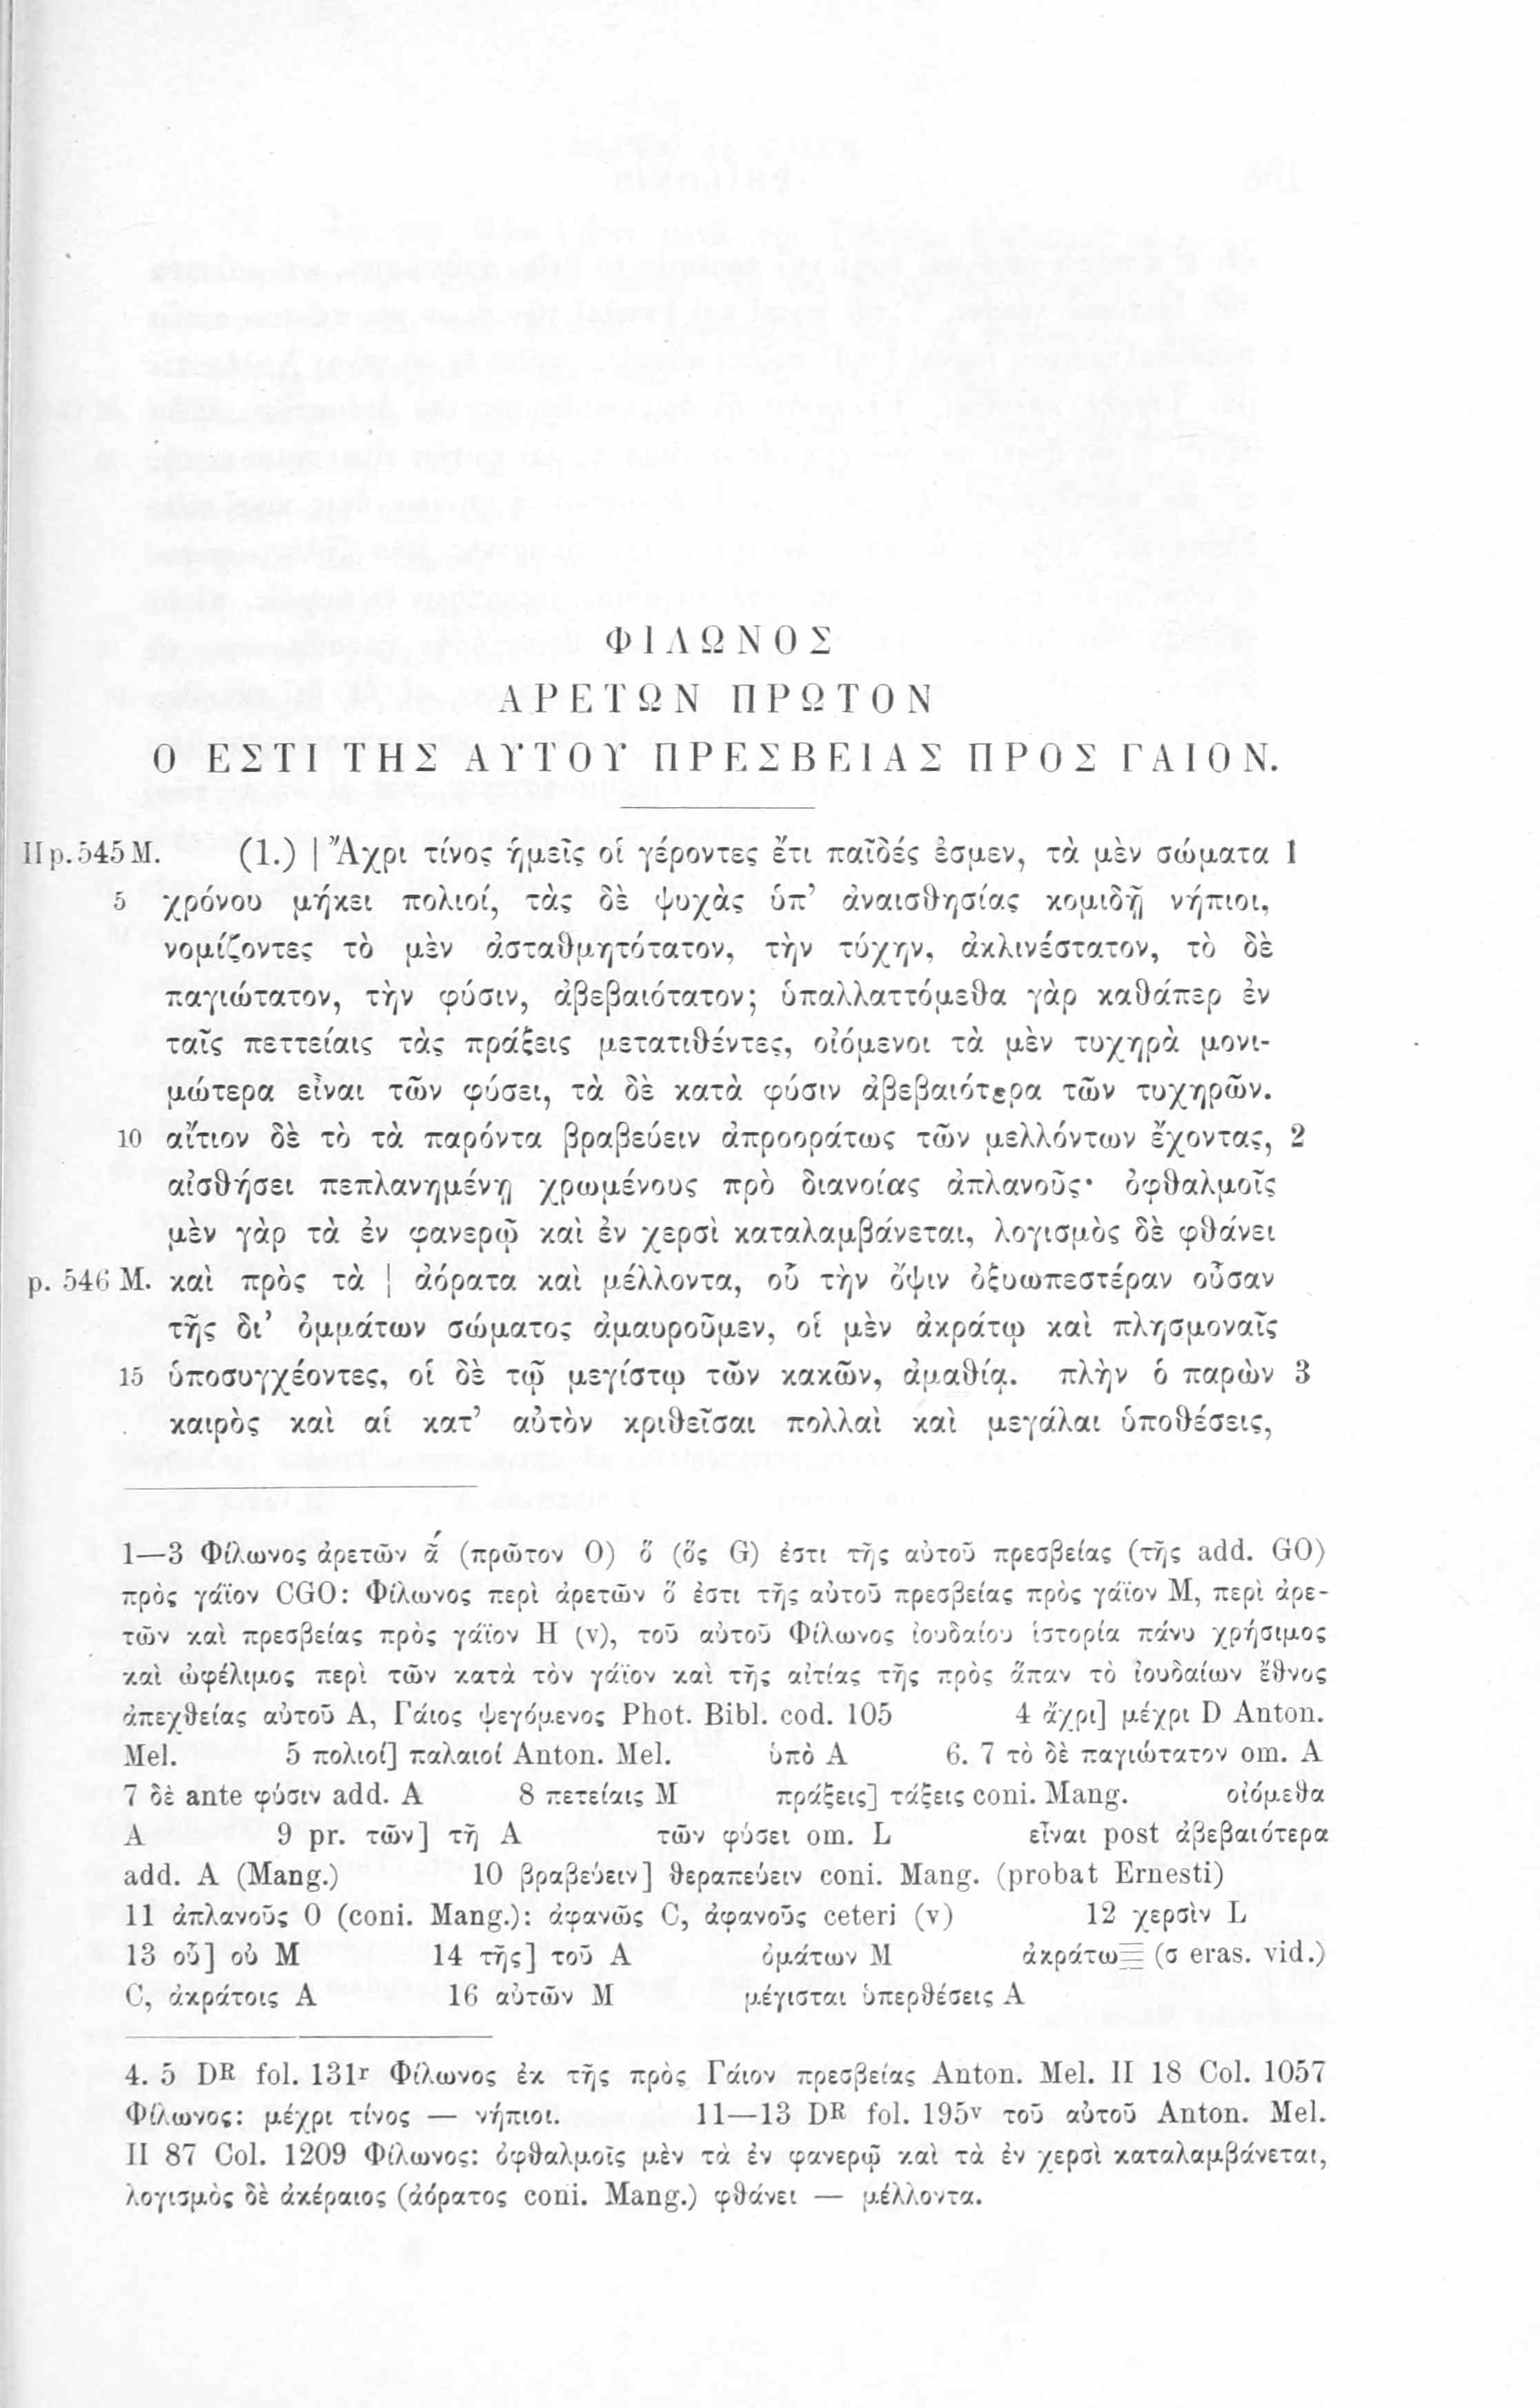 ΦΙΛΩΝΟΣ
ΑΡΕΤΩΝ ΠΡΩΤΟΝ
Ο ΕΣΤΙ ΤΗΣ ΑΥΤΟΥ ΠΡΕΣΒΕΙΑΣ ΠΡΟΣ ΓΑΙΟΝ.
II p. 545 M. (1.) | Ἄχρι τίνος ἡμεῖς οἱ γέροντες ἔτι παῖδές ἐσμεν, τὰ μὲν σώματα 1
5 χρόνου μήκει πολιοί, τὰς δὲ ψυχὰς ὑπ’ ἀναισθησίας κομιδῇ νήπιοι,
νομίζοντες τὸ μὲν ἀσταθμητότατον, τὴν τύχην, ἀκλινέστατον, τὸ δὲ
παγιώτατον, τὴν φύσιν, ἀβεβαιότατον; ὑπαλλαττόμεθα γὰρ καθάπερ ἐν
ταῖς πεττείαις τὰς πράξεις μετατιθέντες, οἰόμενοι τὰ μὲν τυχηρὰ μονι-
μώτερα εἶναι τῶν φύσει, τὰ δὲ κατὰ φύσιν ἀβεβαιότερα τῶν τυχηρῶν.
10 αἴτιον δὲ τὸ τὰ παρόντα βραβεύειν ἀπροοράτως τῶν μελλόντων ἔχοντας, 2
αἰσθήσει πεπλανημένῃ χρωμένους πρὸ διανοίας ἀπλανοῦς· ὀφθαλμοῖς
μὲν γὰρ τὰ ἐν φανερῷ καὶ ἐν χερσὶ καταλαμβάνεται, λογισμὸς δὲ φθάνει
p. 546 M. καὶ πρὸς τὰ | ἀόρατα καὶ μέλλοντα, οὗ τὴν ὄψιν ὀξυωπεστέραν οὖσαν
τῆς δι’ ὀμμάτων σώματος ἀμαυροῦμεν, οἱ μὲν ἀκράτῳ καὶ πλησμοναῖς
15 ὑποσυγχέοντες, οἱ δὲ τῷ μεγίστῳ τῶν κακῶν, ἀμαθίᾳ. πλὴν ὁ παρὼν 3
καιρὸς καὶ αἱ κατ’ αὐτὸν κριθεῖσαι πολλαὶ καὶ μεγάλαι ὑποθέσεις,
1—3 Φίλωνος ἀρετῶν ά (πρῶτον O) ὅ (ὅς G) ἐστι τῆς αὐτοῦ πρεσβείας (τῆς add. GO)
πρὸς γάϊον CGO: Φίλωνος περὶ ἀρετῶν ὅ ἐστι τῆς αὐτοῦ πρεσβείας πρὸς γάϊον M, περὶ ἀρε-
τῶν καὶ πρεσβείας πρὸς γάϊον H (v), τοῦ αὐτοῦ Φίλωνος ἰουδαίου ἱστορία πάνυ χρήσιμος
καὶ ὠφέλιμος περὶ τῶν κατὰ τὸν γάϊον καὶ τῆς αἰτίας τῆς πρὸς ἅπαν τὸ ἰουδαίων ἔθνος
ἀπεχθείας αὐτοῦ A, Γάιος ψεγόμενος Phot. Bibl. cod. 105 4 ἄχρι] μέχρι D Anton.
Mel. 5 πολιοί] παλαιοί Anton. Mel. ὑπὸ A 6. 7 τὸ δὲ παγιώτατον om. A
7 δὲ ante φύσιν add. A 8 πετείαις M πράξεις] τάξεις coni. Mang. οἰόμεθα
A 9 pr. τῶν] τῆ A τῶν φύσει om. L εἶναι post ἀβεβαιότερα
add. A (Mang.) 10 βραβεύειν] θεραπεύειν coni. Mang. (probat Ernesti)
11 ἀπλανοῦς O (coni. Mang.): ἀφανῶς C, ἀφανοῦς ceteri (v) 12 χερσὶν L
13 οὗ] οὐ M 14 τῆς] τοῦ A ὀμάτων M ἀκράτω (σ eras. vid.)
C, ἀκράτοις A 16 αὐτῶν M μέγισται ὑπερθέσεις A
4. 5 DR fol. 131r Φίλωνος ἐκ τῆς πρὸς Γάιον πρεσβείας Anton. Mel. II 18 Col. 1057
Φίλωνος: μέχρι τίνος — νήπιοι. 11—13 DR fol. 195v τοῦ αὐτοῦ Anton. Mel.
II 87 Col. 1209 Φίλωνος: ὀφθαλμοῖς μὲν τὰ ἐν φανερῷ καὶ τὰ ἐν χερσὶ καταλαμβάνεται,
λογισμὸς δὲ ἀκέραιος (ἀόρατος coni. Mang.) φθάνει — μέλλοντα.